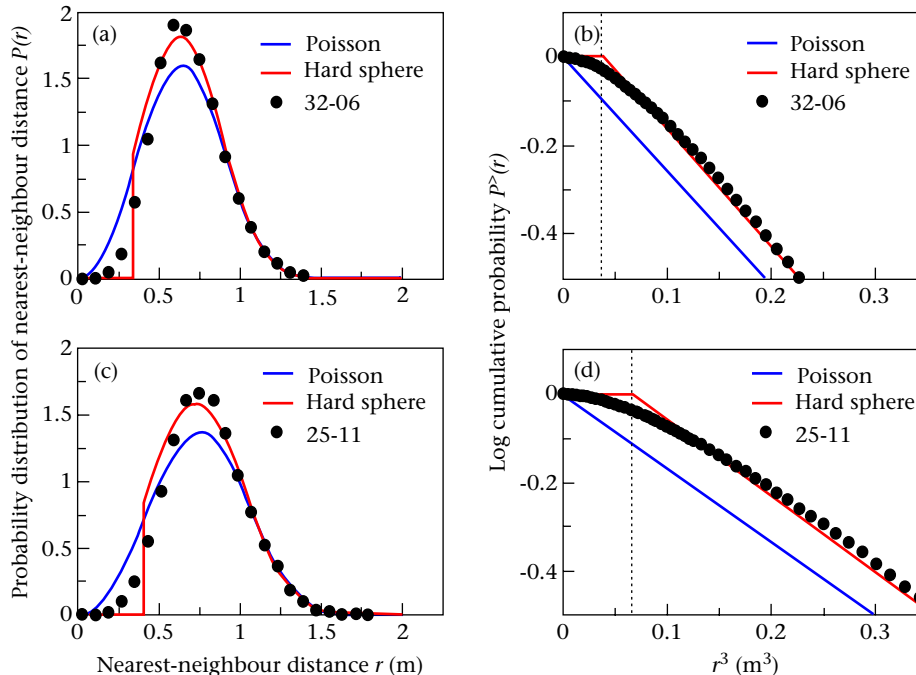 Probability distribution of nearest-neighbour distance P(r)
(a)
Poisson
Hard sphere
32-06
2
1.5
1
0.5
0
0
0.5
1
1.5
2
Log cumulative probability P>(r)
(b)
Poisson
Hard sphere
32-06
0
-0.2
-0.4
0
0.1
0.2
0.3
(c)
Poisson
Hard sphere
25-11
2
1.5
1
0.5
0
0
0.5
1
1.5
2
Nearest-neighbour distance r (m)
(d)
Poisson
Hard sphere
25-11
0
-0.2
-0.4
0
0.1
0.2
0.3
r³ (m³)